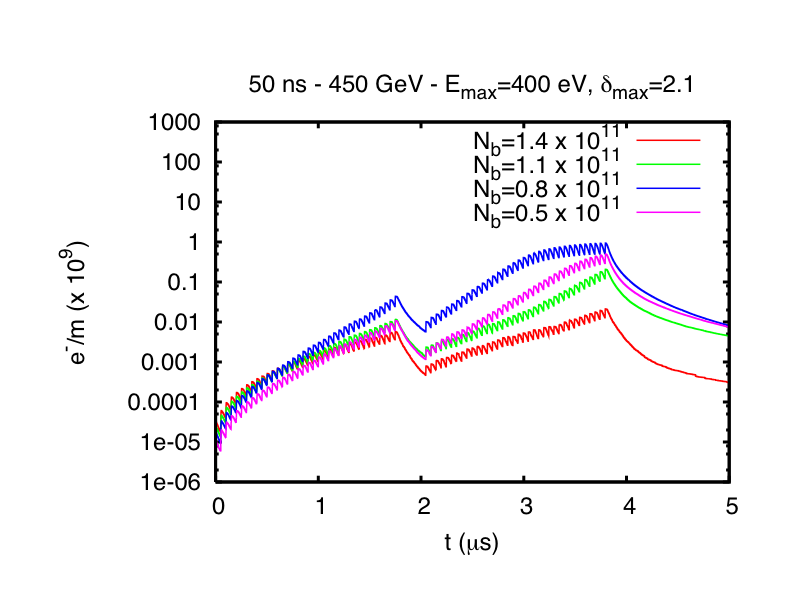 50 ns - 450 GeV - E_max=400 eV, δ_max=2.1
1000
100
10
1
0.1
0.01
0.001
0.0001
1e-05
1e-06
e⁻/m (x 10⁹)
N_b=1.4 x 10¹¹
N_b=1.1 x 10¹¹
N_b=0.8 x 10¹¹
N_b=0.5 x 10¹¹
0 1 2 3 4 5
t (μs)